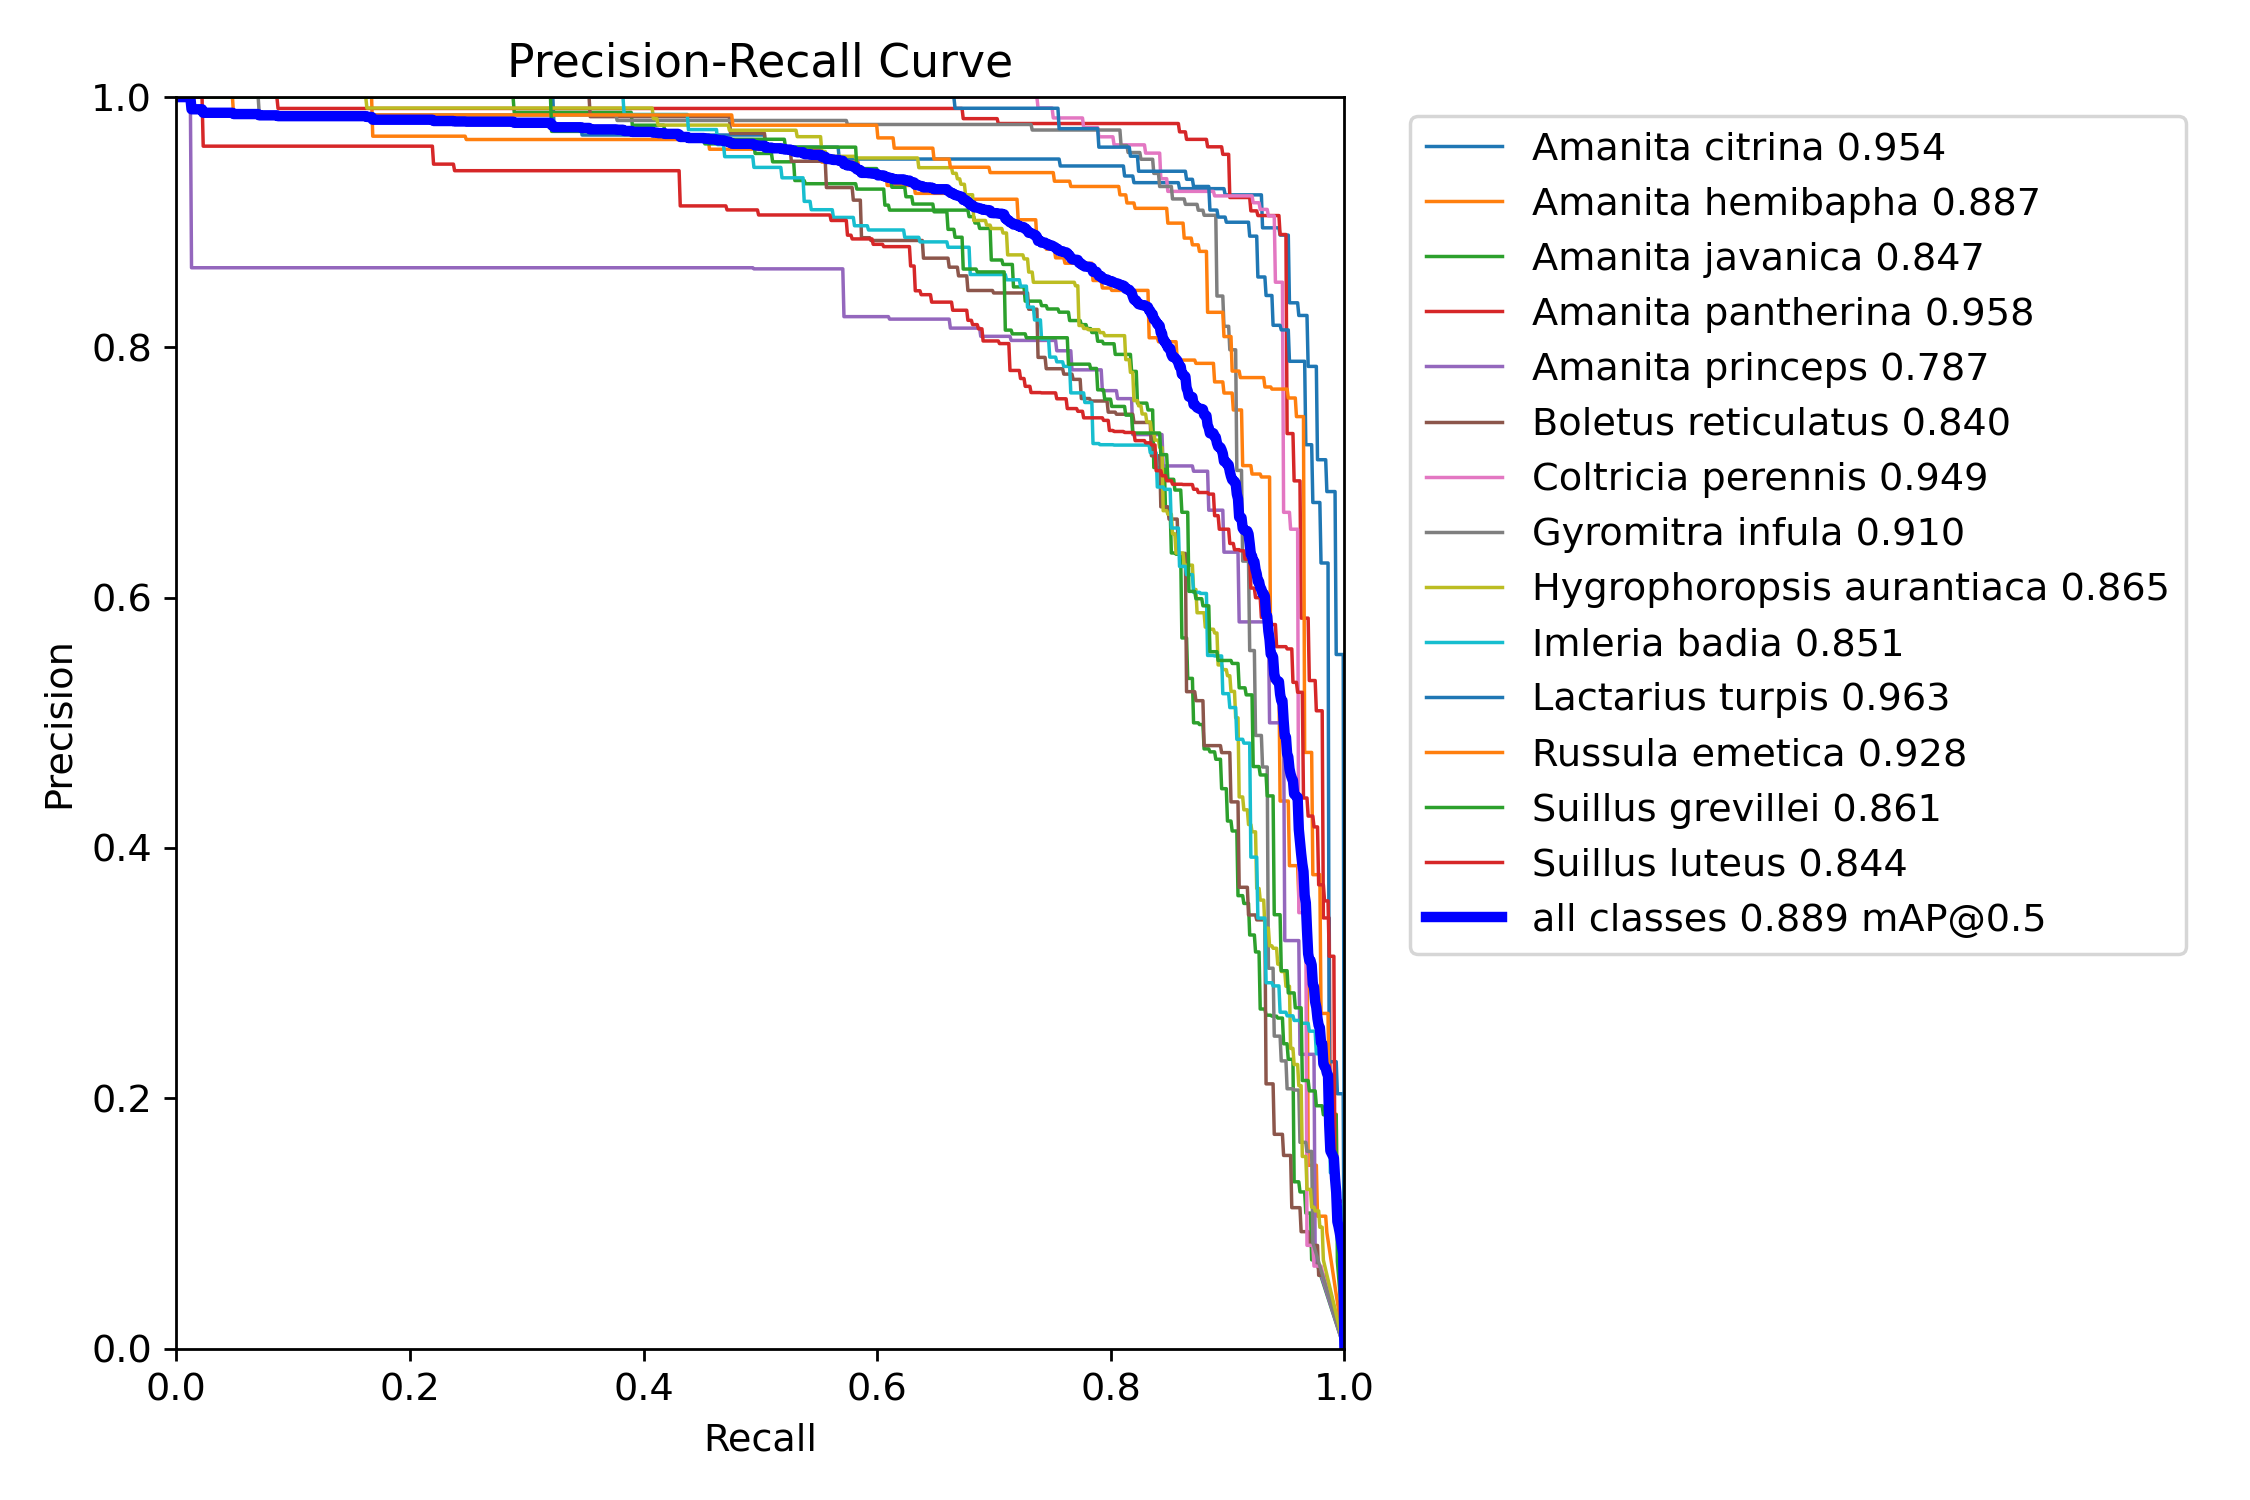 Precision-Recall Curve
1.0
0.8
0.6
0.4
0.2
0.0
Precision
0.0 0.2 0.4 0.6 0.8 1.0
Recall
Amanita citrina 0.954
Amanita hemibapha 0.887
Amanita javanica 0.847
Amanita pantherina 0.958
Amanita princeps 0.787
Boletus reticulatus 0.840
Coltricia perennis 0.949
Gyromitra infula 0.910
Hygrophoropsis aurantiaca 0.865
Imleria badia 0.851
Lactarius turpis 0.963
Russula emetica 0.928
Suillus grevillei 0.861
Suillus luteus 0.844
all classes 0.889 mAP@0.5